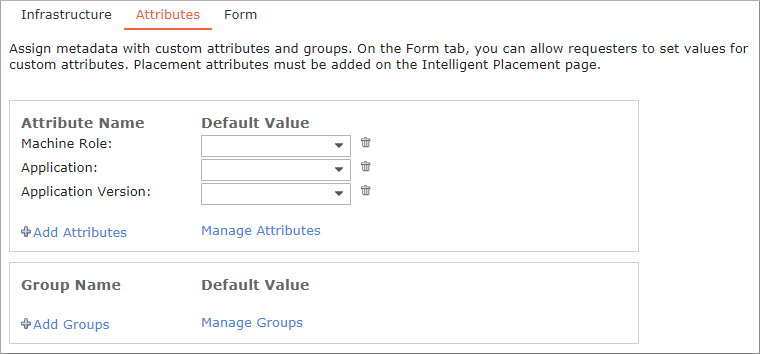 Infrastructure Attributes Form
Assign metadata with custom attributes and groups. On the Form tab, you can allow requesters to set values for
custom attributes. Placement attributes must be added on the Intelligent Placement page.
Attribute Name Default Value
Machine Role:
Application:
Application Version:
Add Attributes Manage Attributes
Group Name Default Value
Add Groups Manage Groups